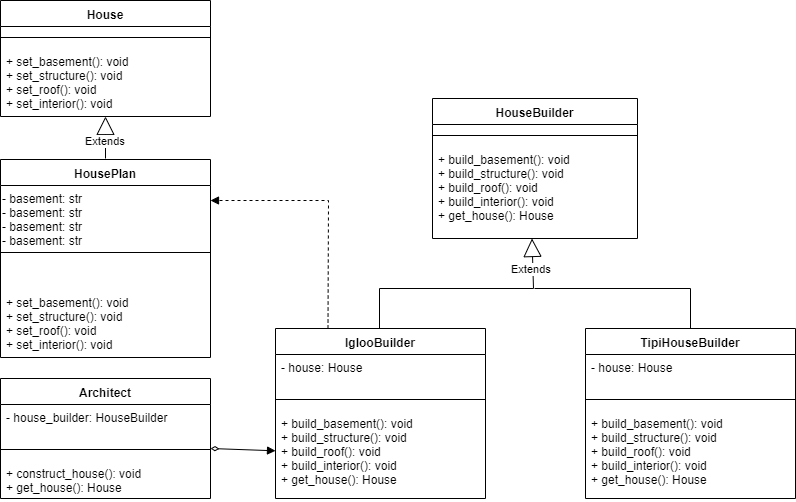 House
+ set_basement(): void
+ set_structure(): void
+ set_roof(): void
+ set_interior(): void
Extends
HousePlan
- basement: str
- basement: str
- basement: str
- basement: str
+ set_basement(): void
+ set_structure(): void
+ set_roof(): void
+ set_interior(): void
HouseBuilder
+ build_basement(): void
+ build_structure(): void
+ build_roof(): void
+ build_interior(): void
+ get_house(): House
Extends
Architect
- house_builder: HouseBuilder
+ construct_house(): void
+ get_house(): House
IglooBuilder
- house: House
+ build_basement(): void
+ build_structure(): void
+ build_roof(): void
+ build_interior(): void
+ get_house(): House
TipiHouseBuilder
- house: House
+ build_basement(): void
+ build_structure(): void
+ build_roof(): void
+ build_interior(): void
+ get_house(): House